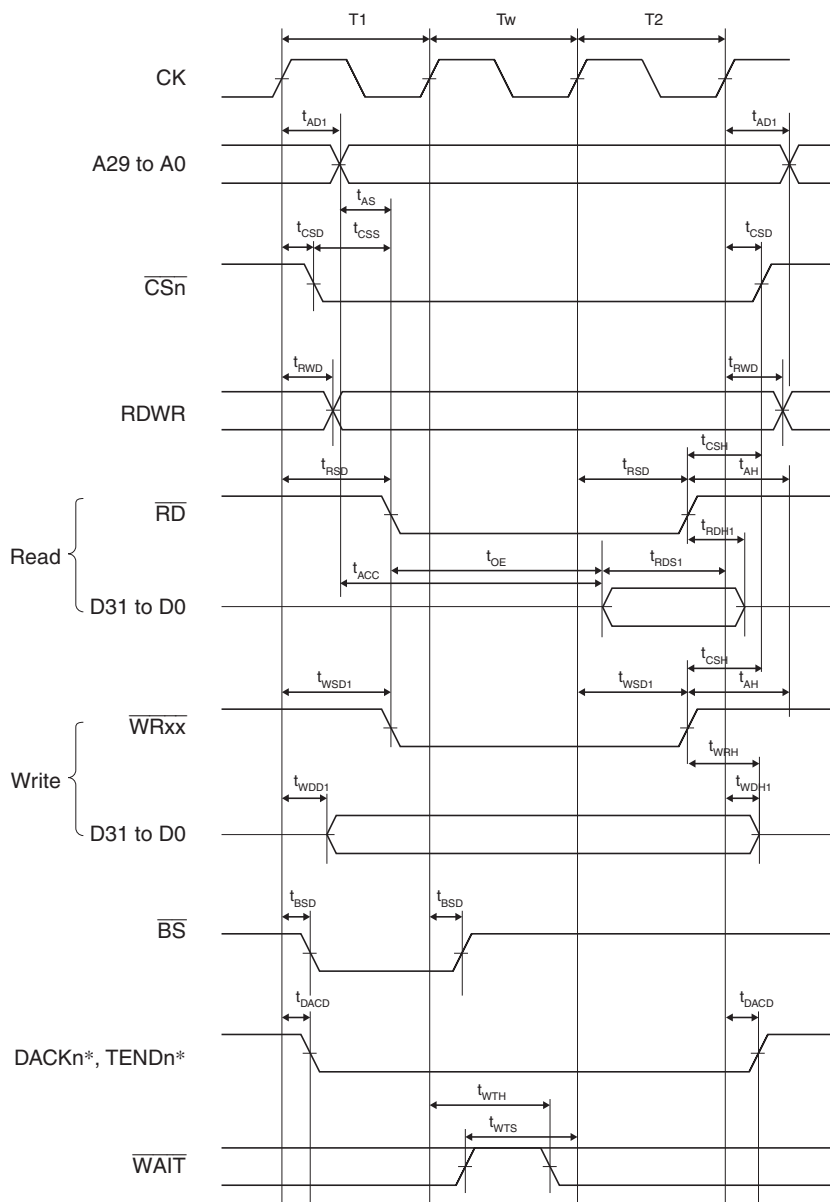 T1 Tw T2
CK
tAD1 tAD1
A29 to A0
tAS
tCSD tCSS tCSD
CSn
tRWD tRWD
RDWR
tCSH
tRSD tRSD tAH
RD
tRDH1
Read
tOE tRDS1
tACC
D31 to D0
tCSH
tWSD1 tWSD1 tAH
WRxx
tWRH
Write
tWDD1 tWDH1
D31 to D0
tBSD tBSD
BS
tDACD tDACD
DACKn*, TENDn*
tWTH
tWTS
WAIT